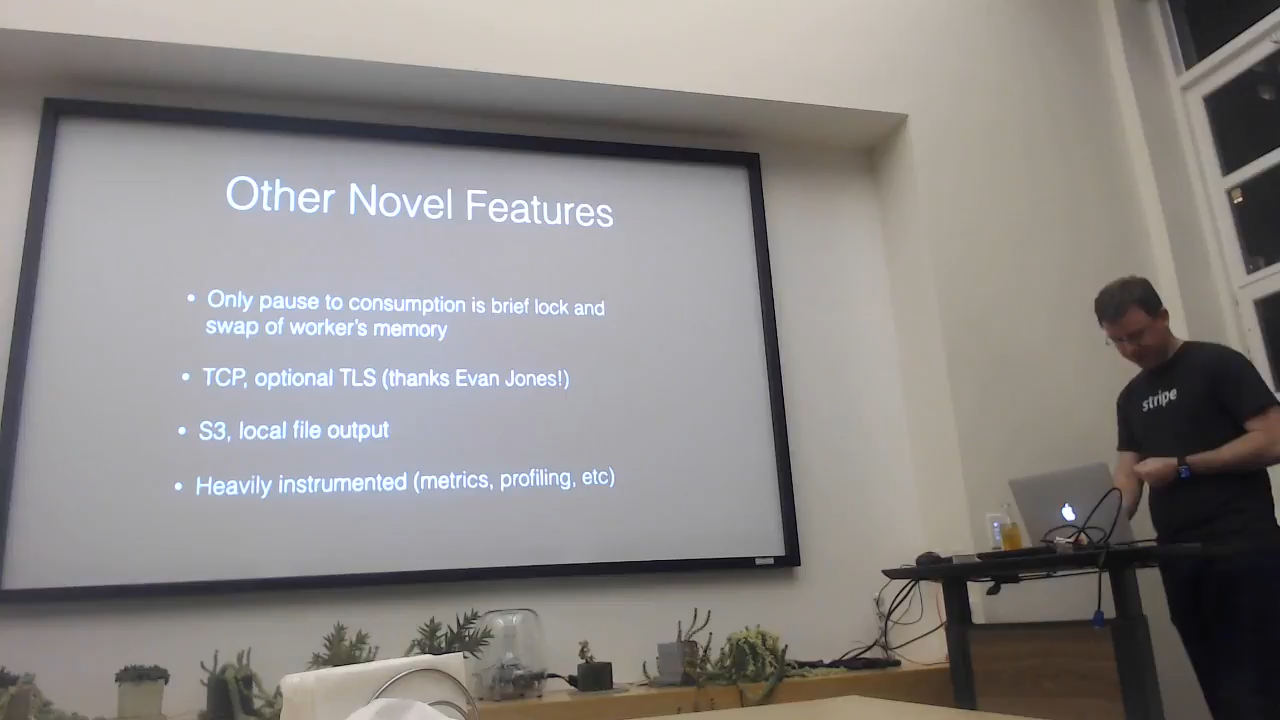 Other Novel Features
• Only pause to consumption is brief lock and
swap of worker's memory
• TCP, optional TLS (thanks Evan Jones!)
• S3, local file output
• Heavily instrumented (metrics, profiling, etc)
stripe